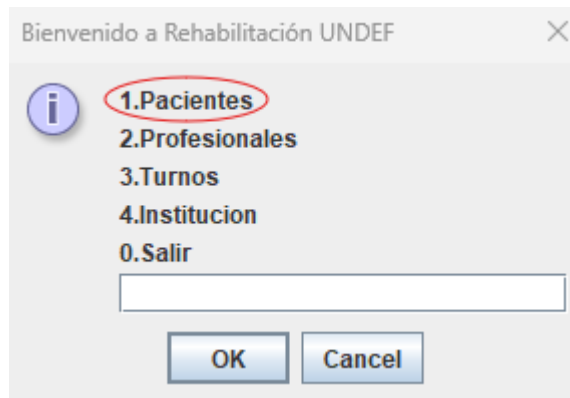 Bienvenido a Rehabilitación UNDEF
1.Pacientes
2.Profesionales
3.Turnos
4.Institucion
0.Salir
OK Cancel